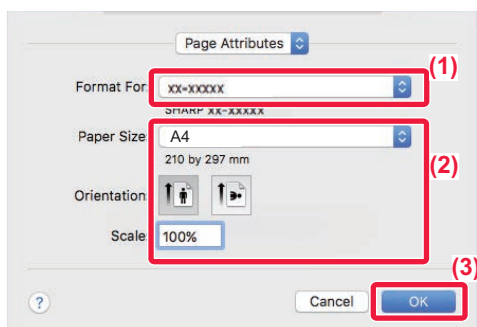 Page Attributes
(1)
Format For: xx-xxxxx
SHARP xx-xxxxx
Paper Size: A4
210 by 297 mm
(2)
Orientation:
Scale: 100%
(3)
? Cancel OK